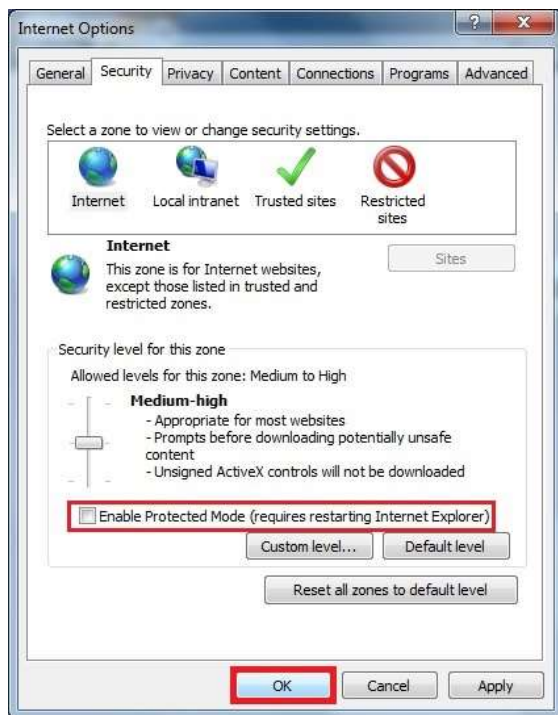 Internet Options
?
X
General Security Privacy Content Connections Programs Advanced
Select a zone to view or change security settings.
Internet Local intranet Trusted sites Restricted
sites
Internet
This zone is for Internet websites,
except those listed in trusted and
restricted zones.
Sites
Security level for this zone
Allowed levels for this zone: Medium to High
Medium-high
- Appropriate for most websites
- Prompts before downloading potentially unsafe
content
- Unsigned ActiveX controls will not be downloaded
Enable Protected Mode (requires restarting Internet Explorer)
Custom level... Default level
Reset all zones to default level
OK Cancel Apply